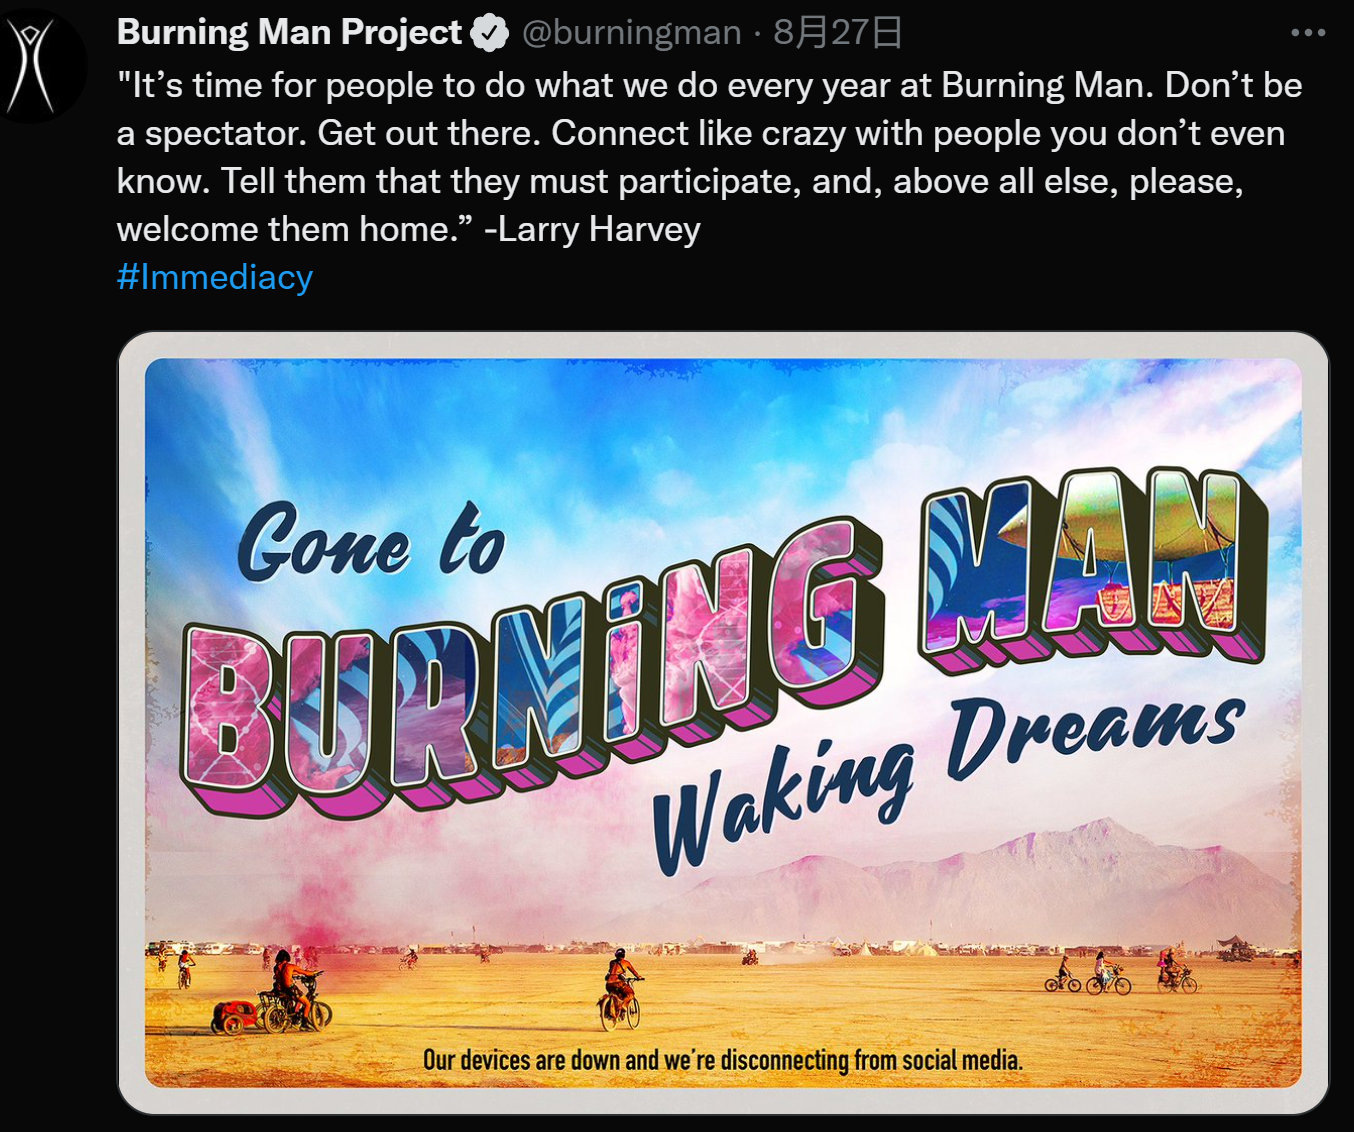 Burning Man Project @burningman · 8月27日
"It’s time for people to do what we do every year at Burning Man. Don’t be
a spectator. Get out there. Connect like crazy with people you don’t even
know. Tell them that they must participate, and, above all else, please,
welcome them home.” -Larry Harvey
#Immediacy
Gone to
BURNiNG MAN
Waking Dreams
Our devices are down and we’re disconnecting from social media.